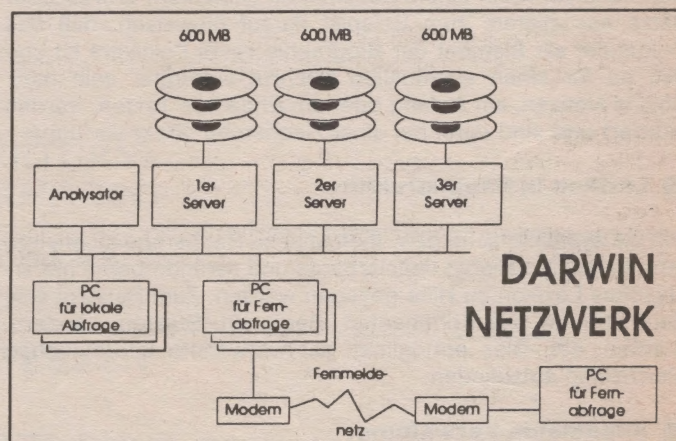 600 MB 600 MB 600 MB
Analysator
1er
Server
2er
Server
3er
Server
PC
für lokale
Abfrage
PC
für Fern-
abfrage
DARWIN
NETZWERK
Fernmelde-
netz
Modem
Modem
PC
für Fern-
abfrage